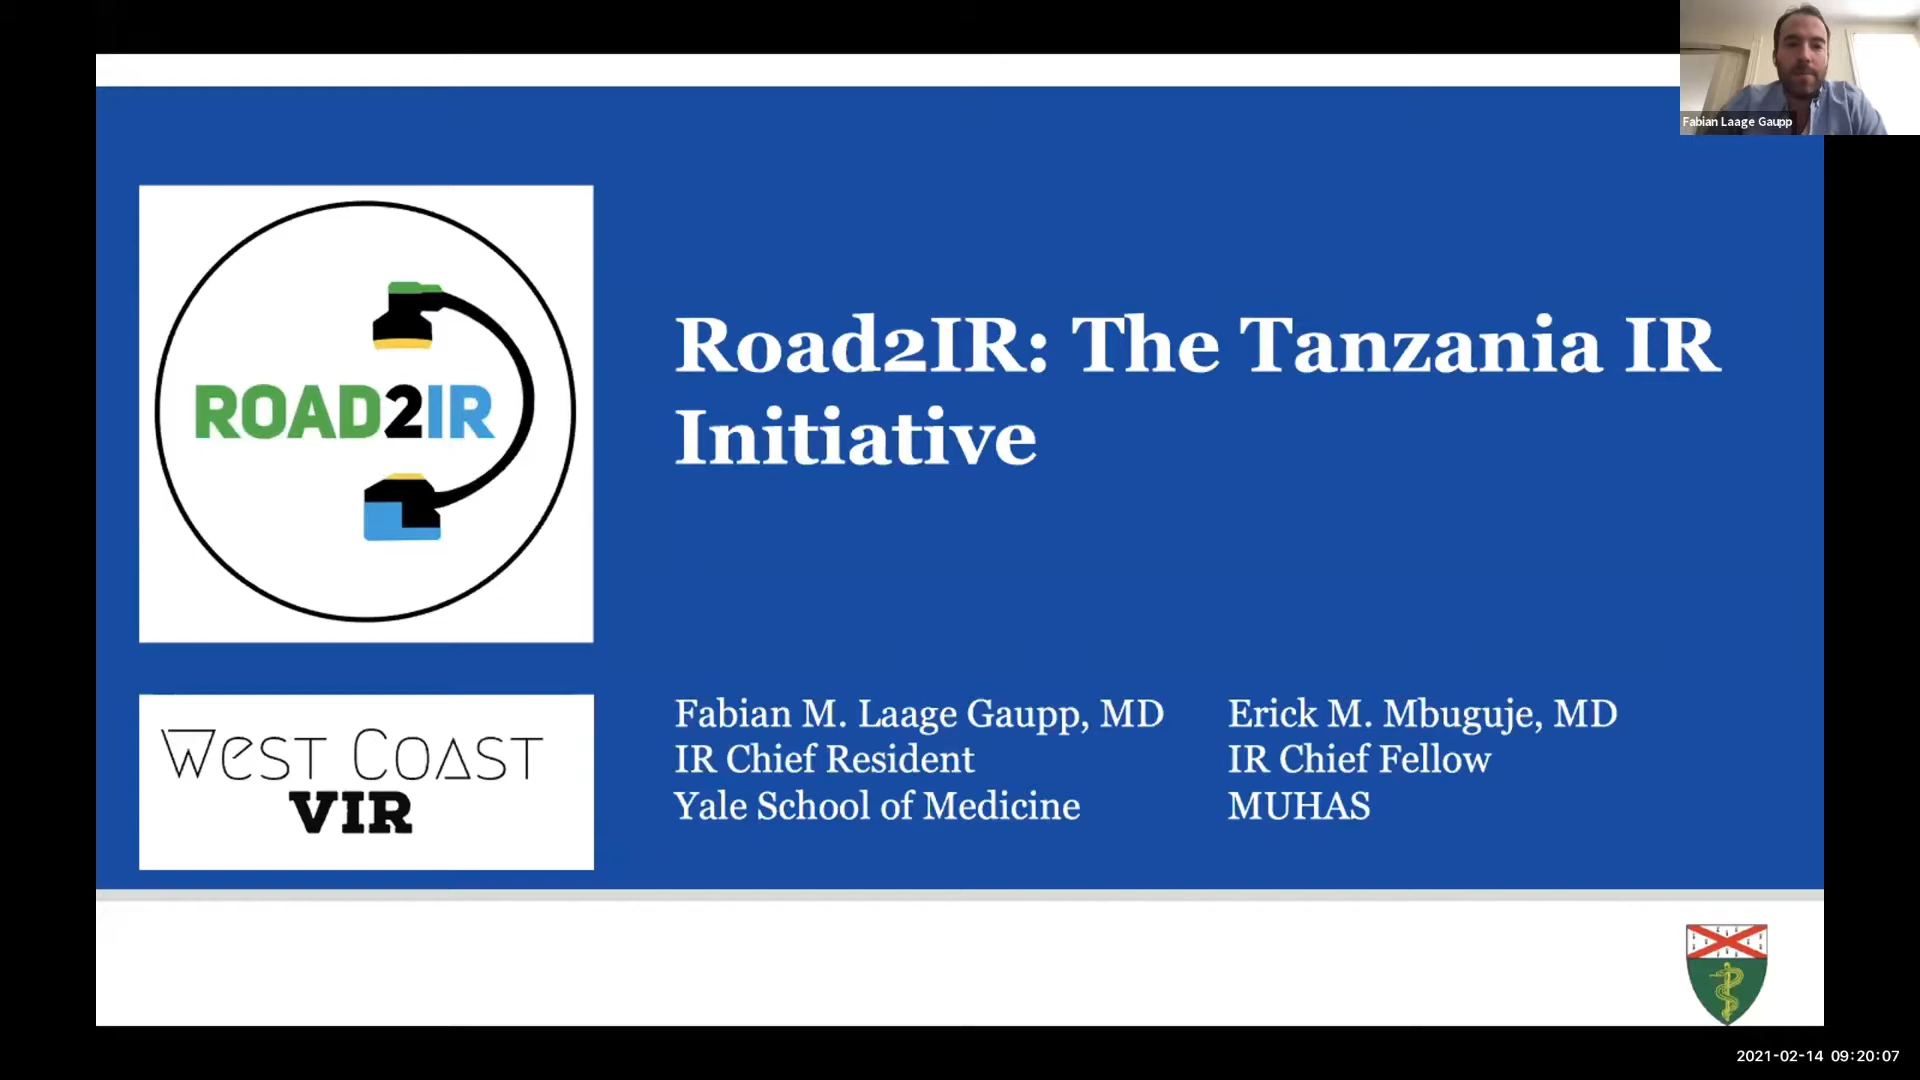 Fabian Laage Gaupp
ROAD2IR
Road2IR: The Tanzania IR
Initiative
West Coast
VIR
Fabian M. Laage Gaupp, MD
IR Chief Resident
Yale School of Medicine
Erick M. Mbuguje, MD
IR Chief Fellow
MUHAS
2021-02-14 09:20:07